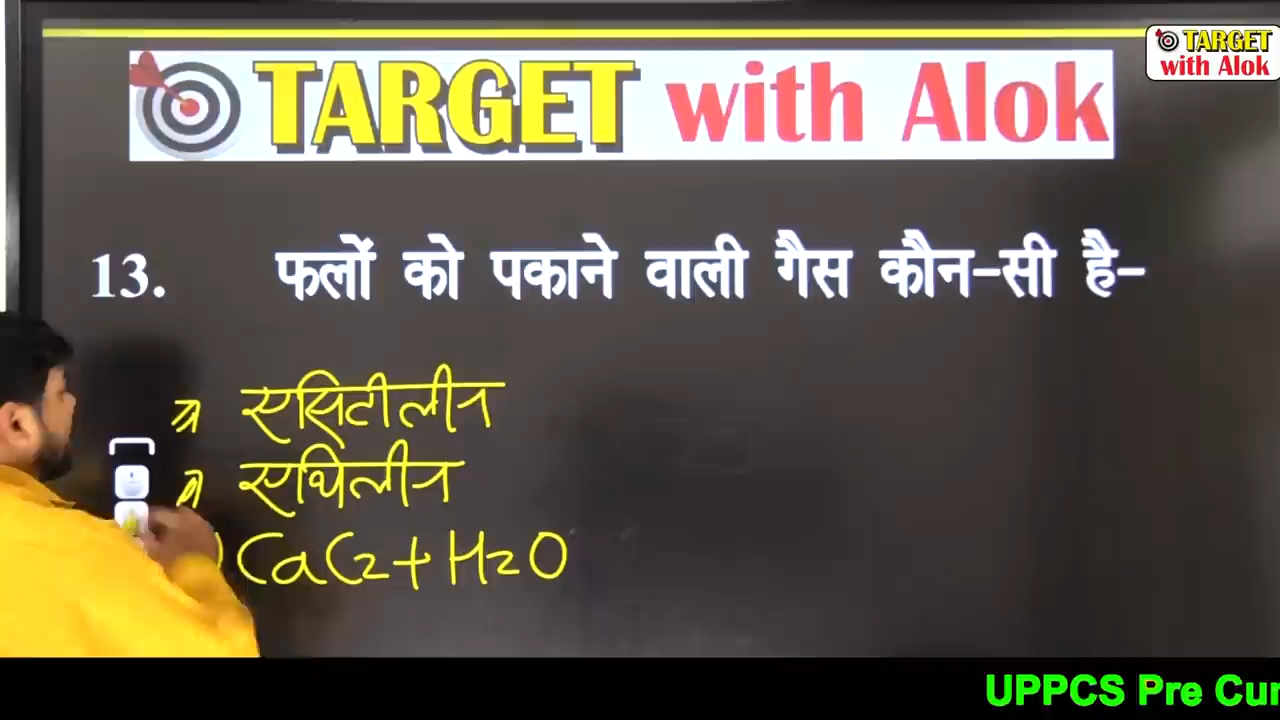 TARGET with Alok
TARGET
with Alok
13. फलों को पकाने वाली गैस कौन-सी है-
एसिटीलीन
एथिलीन
CaC2+H2O
UPPCS Pre Cur